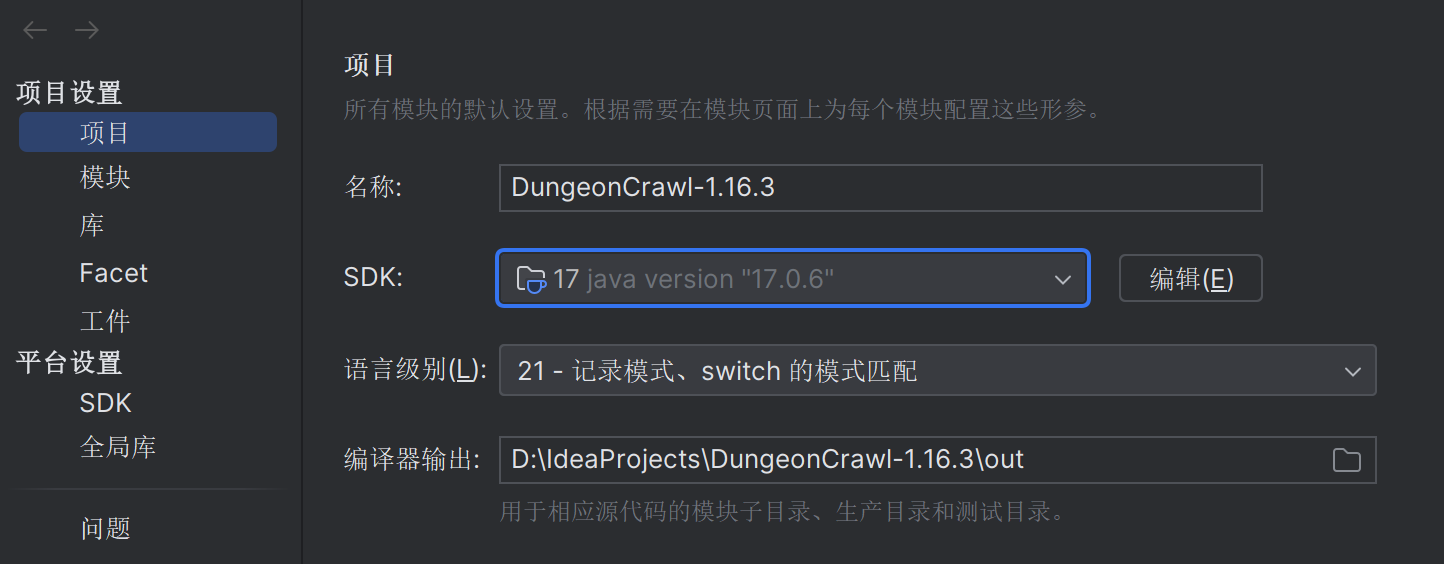 项目设置
项目
模块
库
Facet
工件
平台设置
SDK
全局库
问题
项目
所有模块的默认设置。根据需要在模块页面上为每个模块配置这些形参。
名称: DungeonCrawl-1.16.3
SDK: 17 java version "17.0.6" 编辑(E)
语言级别(L): 21 - 记录模式、switch 的模式匹配
编译器输出: D:\IdeaProjects\DungeonCrawl-1.16.3\out
用于相应源代码的模块子目录、生产目录和测试目录。